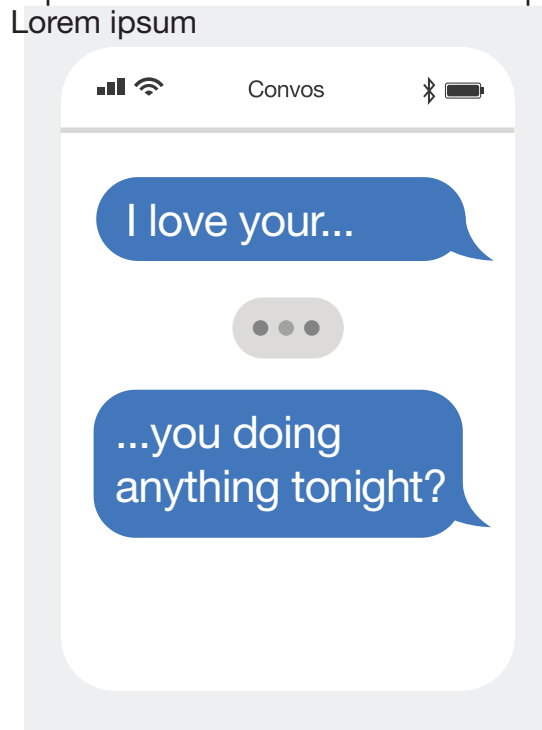 Lorem ipsum
Convos
I love your...
...you doing
anything tonight?